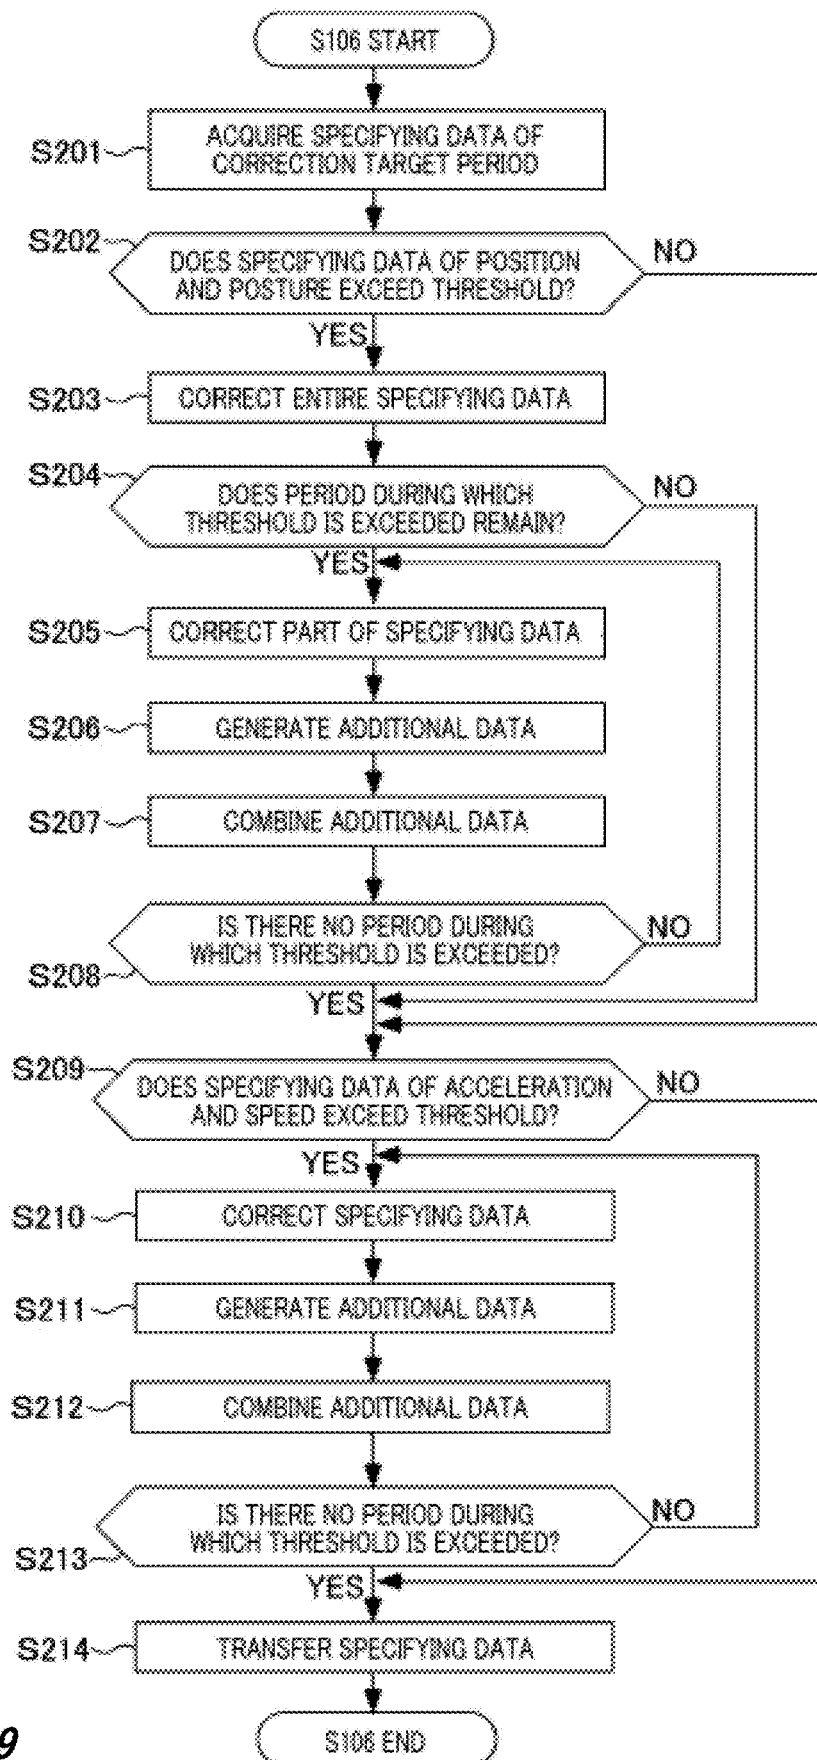 S106 START
S201
ACQUIRE SPECIFYING DATA OF
CORRECTION TARGET PERIOD
S202
DOES SPECIFYING DATA OF POSITION
AND POSTURE EXCEED THRESHOLD?
NO
YES
S203
CORRECT ENTIRE SPECIFYING DATA
S204
DOES PERIOD DURING WHICH
THRESHOLD IS EXCEEDED REMAIN?
NO
YES
S205
CORRECT PART OF SPECIFYING DATA
S206
GENERATE ADDITIONAL DATA
S207
COMBINE ADDITIONAL DATA
IS THERE NO PERIOD DURING
WHICH THRESHOLD IS EXCEEDED?
NO
S208
YES
S209
DOES SPECIFYING DATA OF ACCELERATION
AND SPEED EXCEED THRESHOLD?
NO
YES
S210
CORRECT SPECIFYING DATA
S211
GENERATE ADDITIONAL DATA
S212
COMBINE ADDITIONAL DATA
IS THERE NO PERIOD DURING
WHICH THRESHOLD IS EXCEEDED?
NO
S213
YES
S214
TRANSFER SPECIFYING DATA
S106 END
9